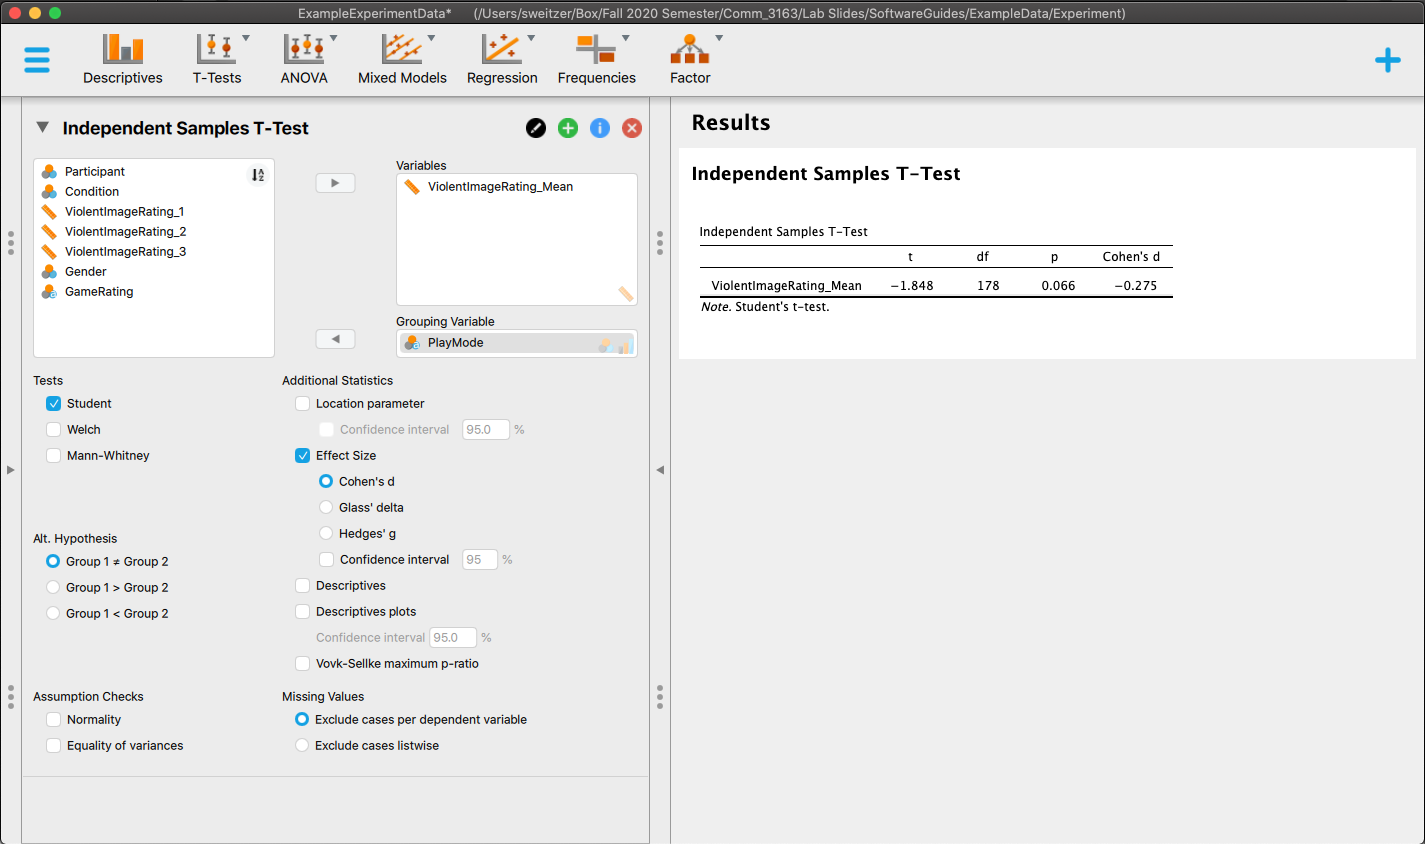 ExampleExperimentData* (/Users/sweitzer/Box/Fall 2020 Semester/Comm_3163/Lab Slides/SoftwareGuides/ExampleData/Experiment)
Descriptives T-Tests ANOVA Mixed Models Regression Frequencies Factor
Independent Samples T-Test
Participant
Condition
ViolentImageRating_1
ViolentImageRating_2
ViolentImageRating_3
Gender
GameRating
Variables
ViolentImageRating_Mean
Grouping Variable
PlayMode
Tests
Student
Welch
Mann-Whitney
Alt. Hypothesis
Group 1 ≠ Group 2
Group 1 > Group 2
Group 1 < Group 2
Assumption Checks
Normality
Equality of variances
Additional Statistics
Location parameter
Confidence interval 95.0 %
Effect Size
Cohen's d
Glass' delta
Hedges' g
Confidence interval 95 %
Descriptives
Descriptives plots
Confidence interval 95.0 %
Vovk-Sellke maximum p-ratio
Missing Values
Exclude cases per dependent variable
Exclude cases listwise
Results
Independent Samples T-Test
Independent Samples T-Test
t df p Cohen's d
ViolentImageRating_Mean −1.848 178 0.066 −0.275
Note. Student's t-test.